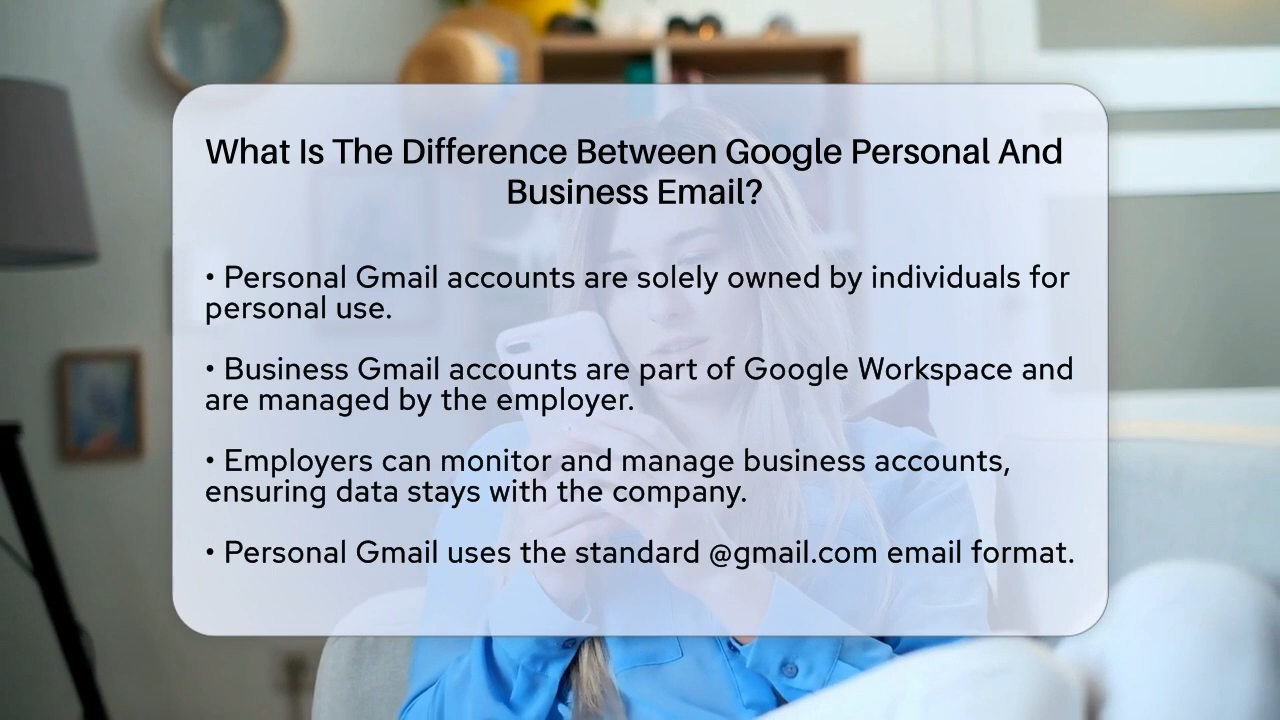 What Is The Difference Between Google Personal And
Business Email?
• Personal Gmail accounts are solely owned by individuals for
personal use.
• Business Gmail accounts are part of Google Workspace and
are managed by the employer.
• Employers can monitor and manage business accounts,
ensuring data stays with the company.
• Personal Gmail uses the standard @gmail.com email format.